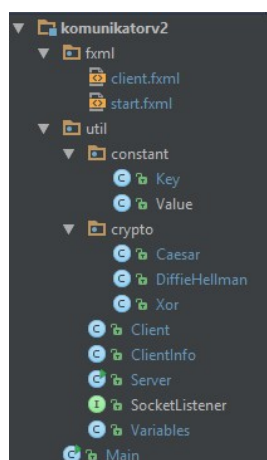 komunikatorv2
fxml
client.fxml
start.fxml
util
constant
Key
Value
crypto
Caesar
DiffieHellman
Xor
Client
ClientInfo
Server
SocketListener
Variables
Main